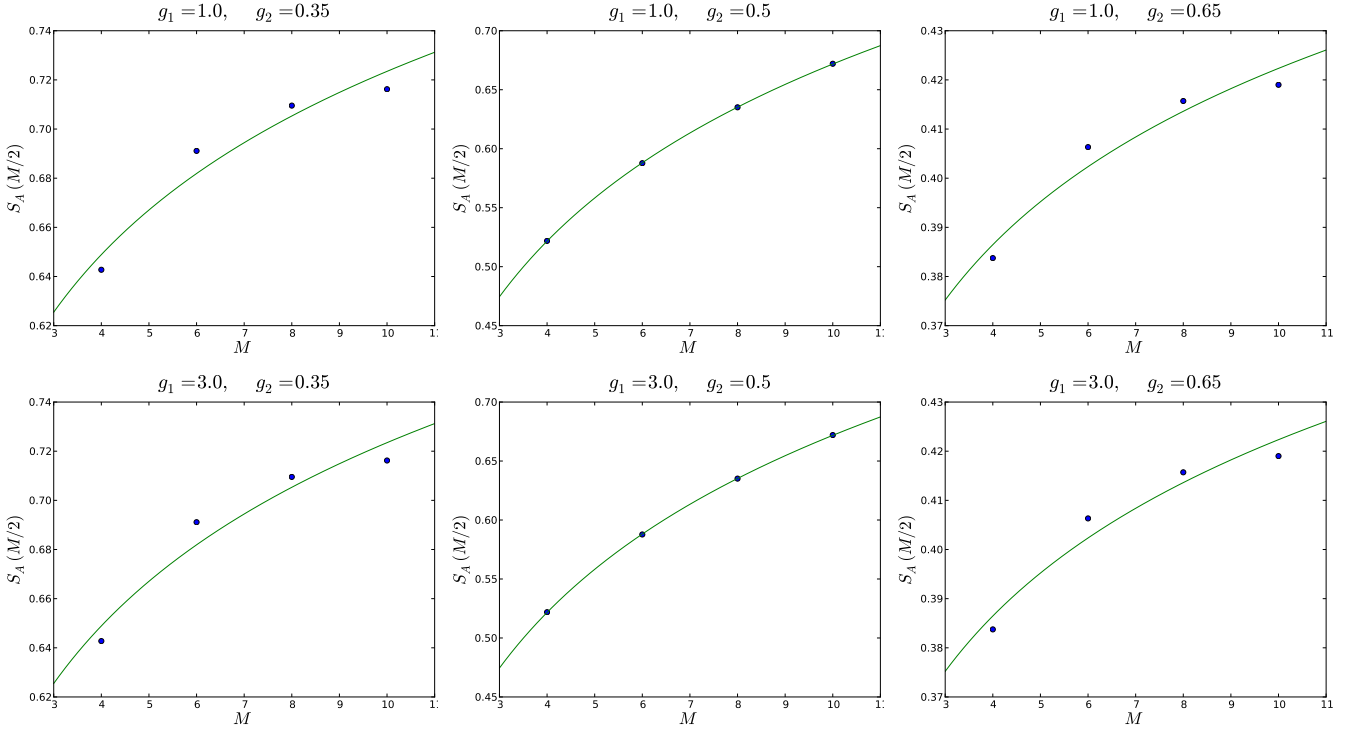 g1 =1.0, g2 =0.35
0.74
0.72
0.70
0.68
0.66
0.64
0.62
SA (M/2)
3 4 5 6 7 8 9 10 11
M
g1 =1.0, g2 =0.5
0.70
0.65
0.60
0.55
0.50
0.45
SA (M/2)
3 4 5 6 7 8 9 10 11
M
g1 =1.0, g2 =0.65
0.43
0.42
0.41
0.40
0.39
0.38
0.37
SA (M/2)
3 4 5 6 7 8 9 10 11
M
g1 =3.0, g2 =0.35
0.74
0.72
0.70
0.68
0.66
0.64
0.62
SA (M/2)
3 4 5 6 7 8 9 10 11
M
g1 =3.0, g2 =0.5
0.70
0.65
0.60
0.55
0.50
0.45
SA (M/2)
3 4 5 6 7 8 9 10 11
M
g1 =3.0, g2 =0.65
0.43
0.42
0.41
0.40
0.39
0.38
0.37
SA (M/2)
3 4 5 6 7 8 9 10 11
M